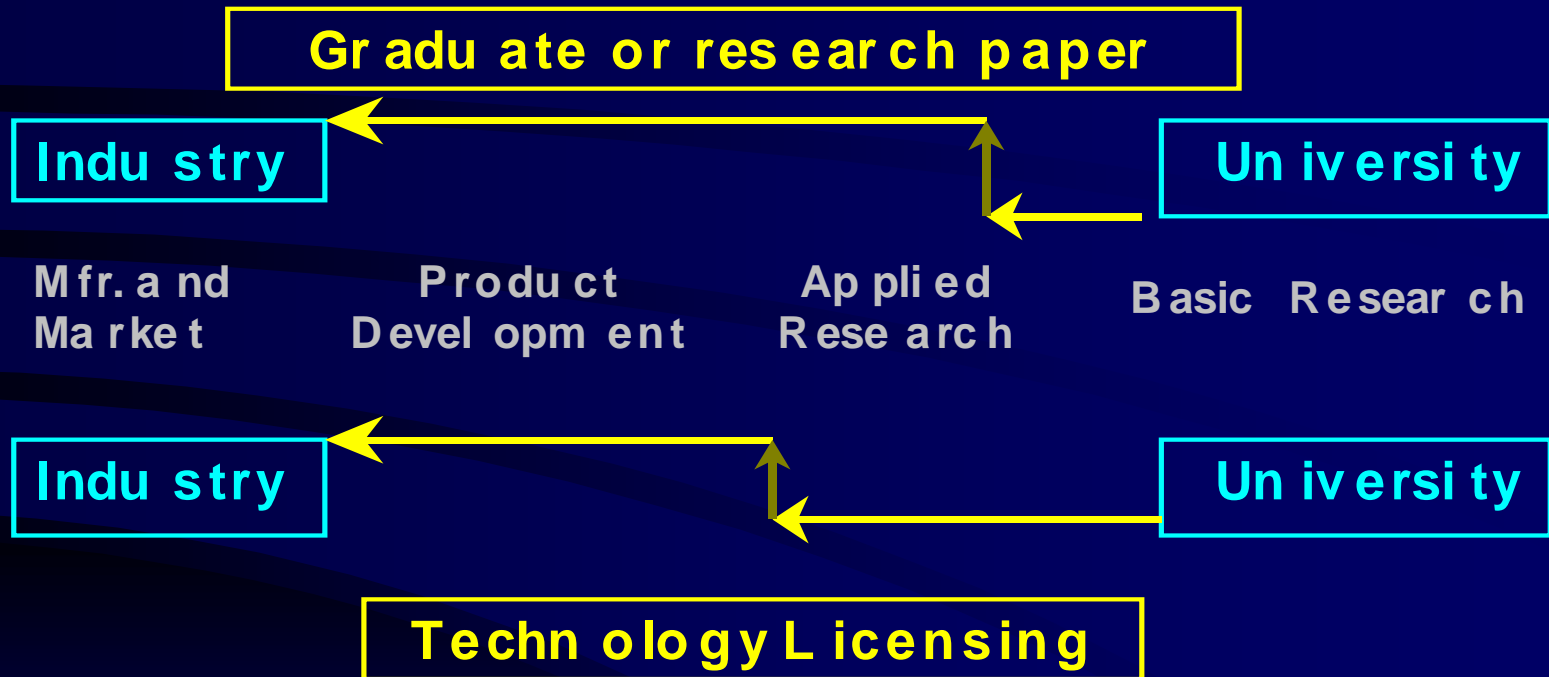 Graduate or research paper
Industry
University
Mfr. and
Market
Product
Development
Applied
Research
Basic Research
Industry
University
Technology Licensing